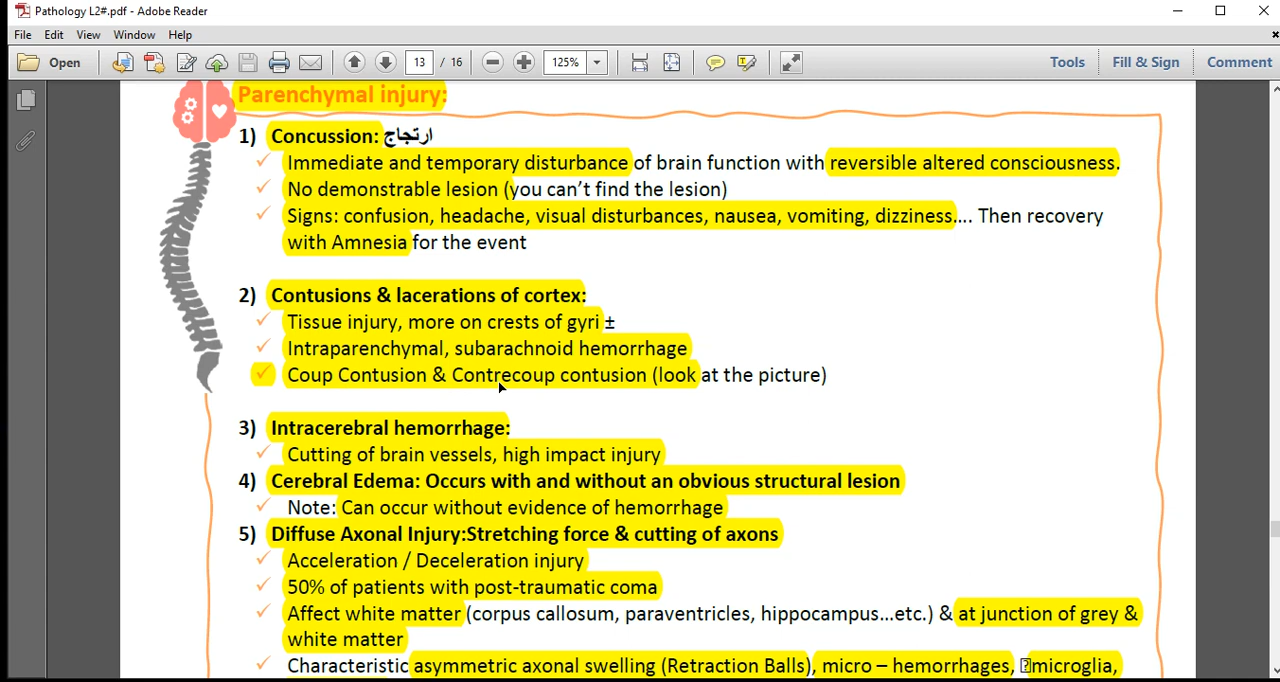 Pathology L2#.pdf - Adobe Reader
File Edit View Window Help
Open 13 / 16 125% Tools Fill & Sign Comment
Parenchymal injury:
1) Concussion: ارتجاج
✓ Immediate and temporary disturbance of brain function with reversible altered consciousness.
✓ No demonstrable lesion (you can't find the lesion)
✓ Signs: confusion, headache, visual disturbances, nausea, vomiting, dizziness.... Then recovery
with Amnesia for the event
2) Contusions & lacerations of cortex:
✓ Tissue injury, more on crests of gyri ±
✓ Intraparenchymal, subarachnoid hemorrhage
✓ Coup Contusion & Contrecoup contusion (look at the picture)
3) Intracerebral hemorrhage:
✓ Cutting of brain vessels, high impact injury
4) Cerebral Edema: Occurs with and without an obvious structural lesion
✓ Note: Can occur without evidence of hemorrhage
5) Diffuse Axonal Injury:Stretching force & cutting of axons
✓ Acceleration / Deceleration injury
✓ 50% of patients with post-traumatic coma
✓ Affect white matter (corpus callosum, paraventricles, hippocampus...etc.) & at junction of grey &
white matter
✓ Characteristic asymmetric axonal swelling (Retraction Balls), micro – hemorrhages, microglia,